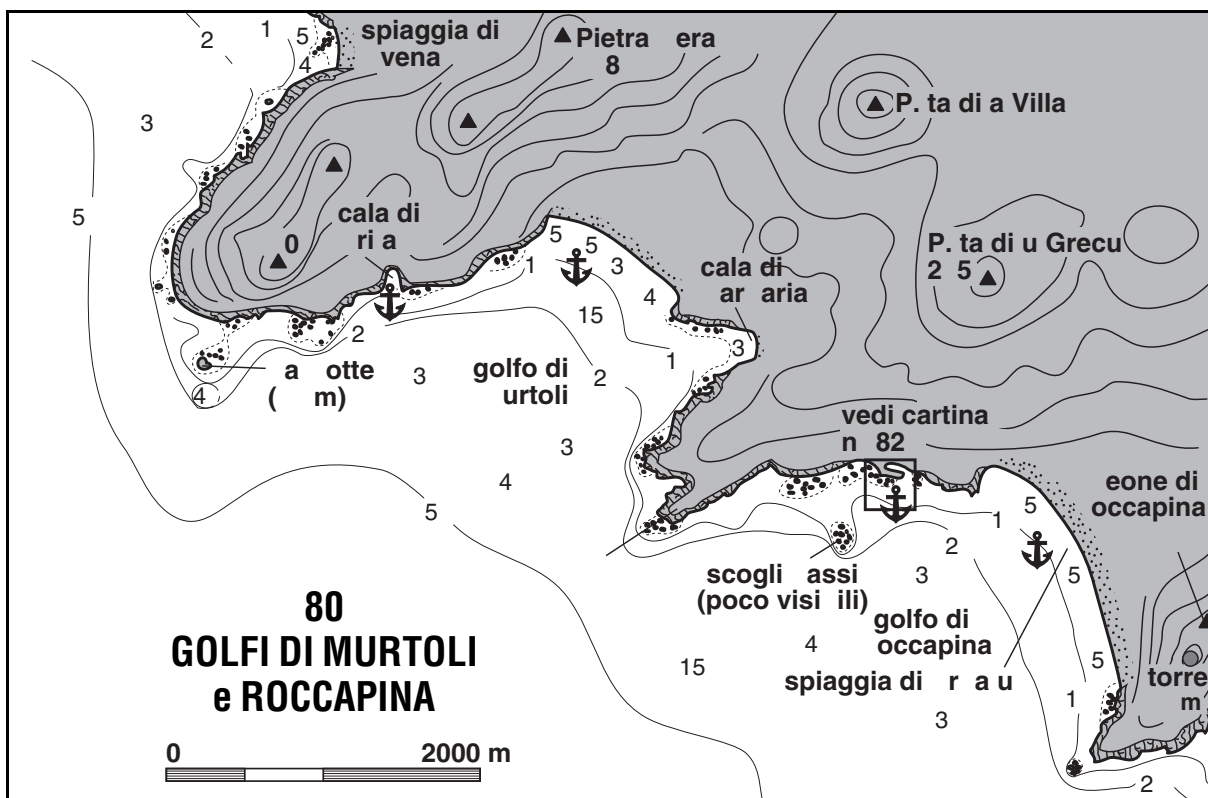 spiaggia di
vena
Pietra era
8
P. ta di a Villa
cala di
ri a
0
P. ta di u Grecu
2 5
cala di
ar aria
a otte
( m)
golfo di
urtoli
vedi cartina
n 82
eone di
occapina
scogli assi
(poco visi ili)
golfo di
occapina
spiaggia di r a u
torre
m
80
GOLFI DI MURTOLI
e ROCCAPINA
0 2000 m
2 1 5
4
3
5
5 5
1 3
4
15
2
3
1 3
2
4
3
4
5
5
1
2
3
5
4
15
5
3 1
2